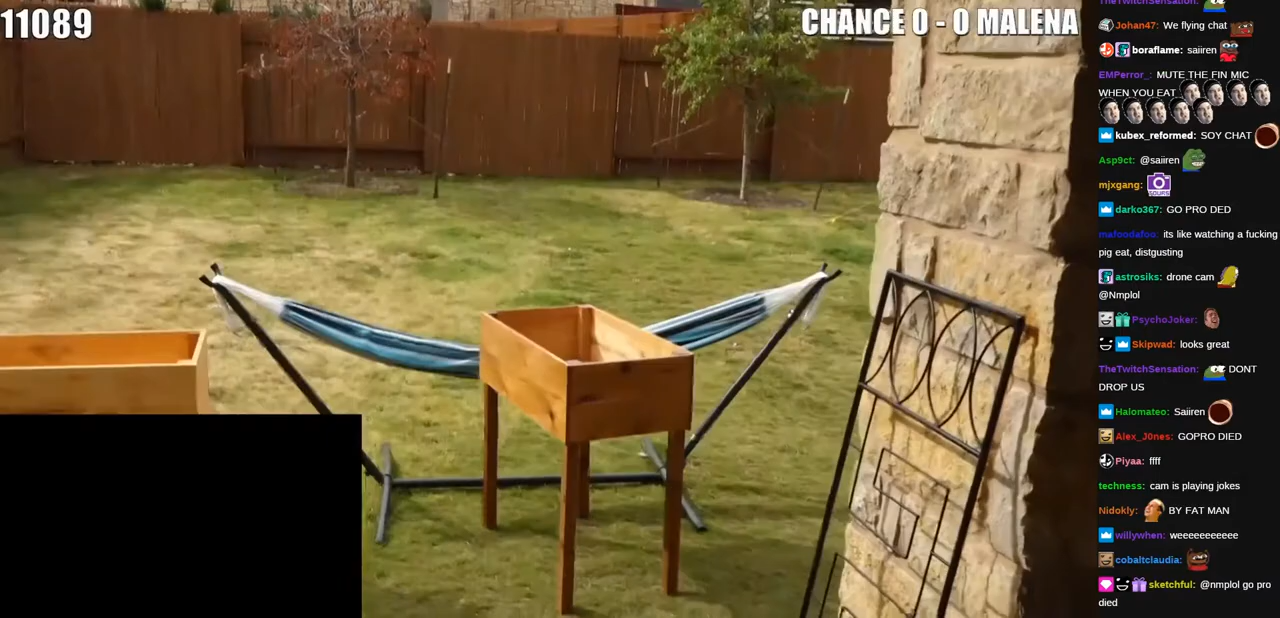 11089
CHANCE 0 - 0 MALENA
TheTwitchSensation:
Johan47: We flying chat
boraflame: saiiren
EMPerror_: MUTE THE FIN MIC
WHEN YOU EAT
kubex_reformed: SOY CHAT
Asp9ct: @saiiren
mjxgang:
darko367: GO PRO DED
mafoodafoo: its like watching a fucking
pig eat, distgusting
astrosiks: drone cam
@Nmplol
PsychoJoker:
Skipwad: looks great
TheTwitchSensation: DONT
DROP US
Halomateo: Saiiren
Alex_J0nes: GOPRO DIED
Piyaa: ffff
techness: cam is playing jokes
Nidokly: BY FAT MAN
willywhen: weeeeeeeeeee
cobaltclaudia:
sketchful: @nmplol go pro
died